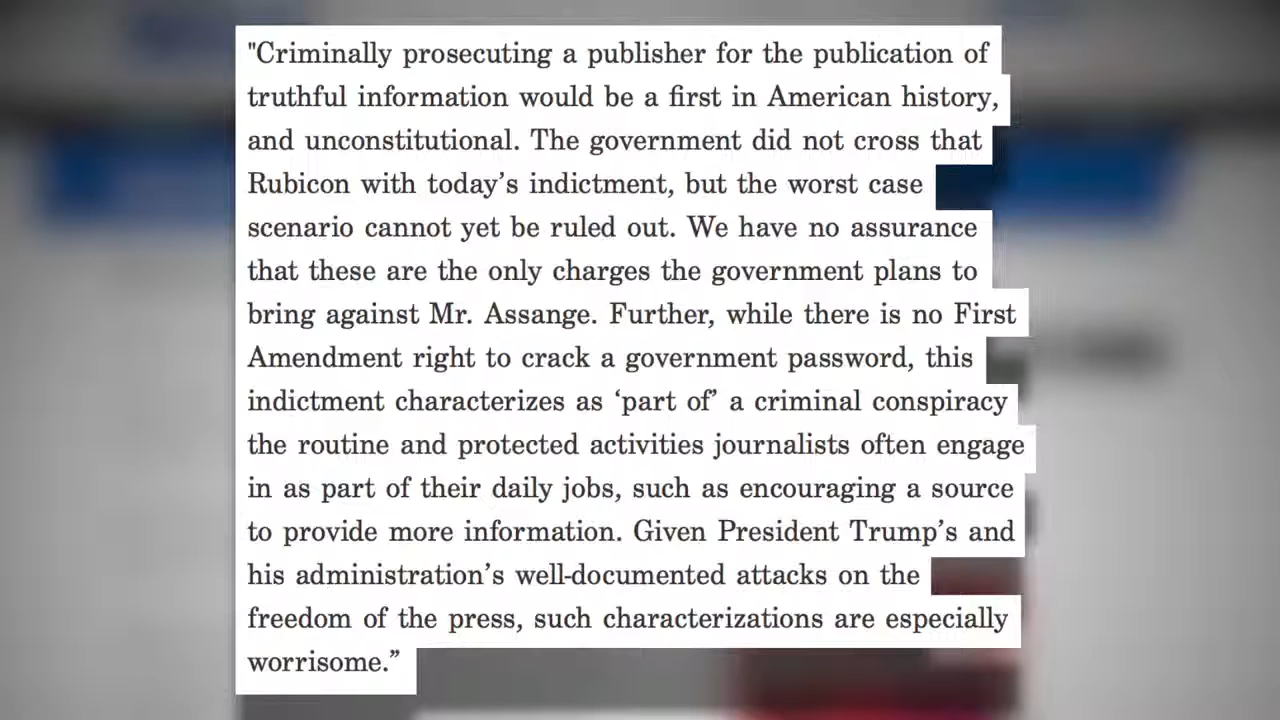 "Criminally prosecuting a publisher for the publication of
truthful information would be a first in American history,
and unconstitutional. The government did not cross that
Rubicon with today’s indictment, but the worst case
scenario cannot yet be ruled out. We have no assurance
that these are the only charges the government plans to
bring against Mr. Assange. Further, while there is no First
Amendment right to crack a government password, this
indictment characterizes as ‘part of’ a criminal conspiracy
the routine and protected activities journalists often engage
in as part of their daily jobs, such as encouraging a source
to provide more information. Given President Trump’s and
his administration’s well-documented attacks on the
freedom of the press, such characterizations are especially
worrisome.”